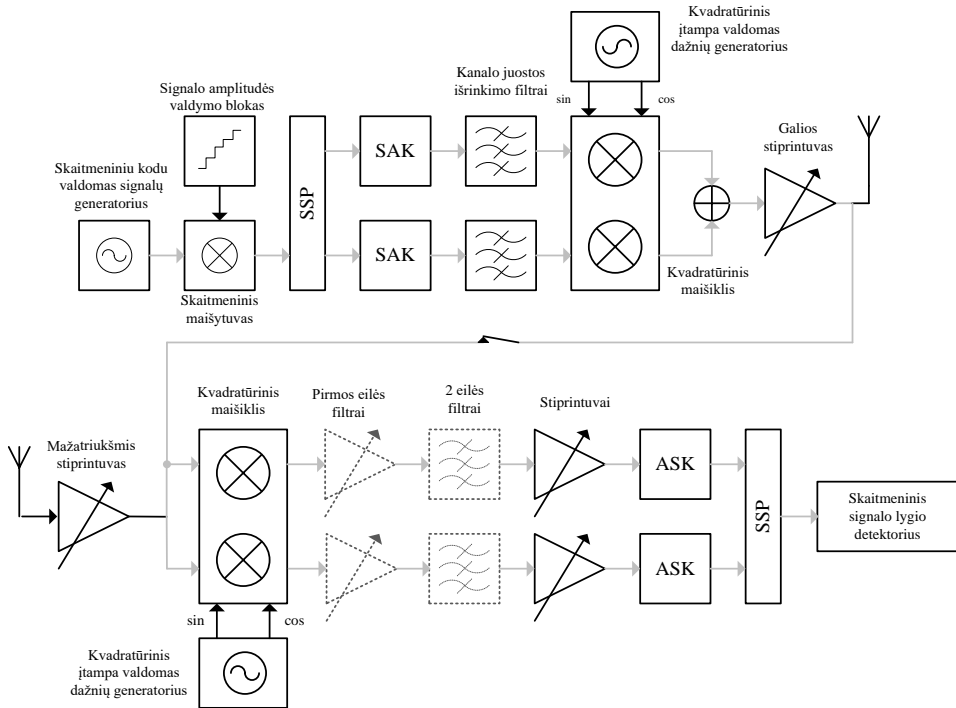 Kvadratūrinis
įtampa valdomas
dažnių generatorius
Kanalo juostos
išrinkimo filtrai
sin
cos
Signalo amplitudės
valdymo blokas
Galios
stiprintuvas
Skaitmeniniu kodu
valdomas signalų
generatorius
SSP
SAK
SAK
Skaitmeninis
maišytuvas
Kvadratūrinis
maišiklis
Kvadratūrinis
maišiklis
Pirmos eilės
filtrai
2 eilės
filtrai
Stiprintuvai
Mažatriukšmis
stiprintuvas
ASK
ASK
SSP
Skaitmeninis
signalo lygio
detektorius
sin
cos
Kvadratūrinis
įtampa valdomas
dažnių generatorius